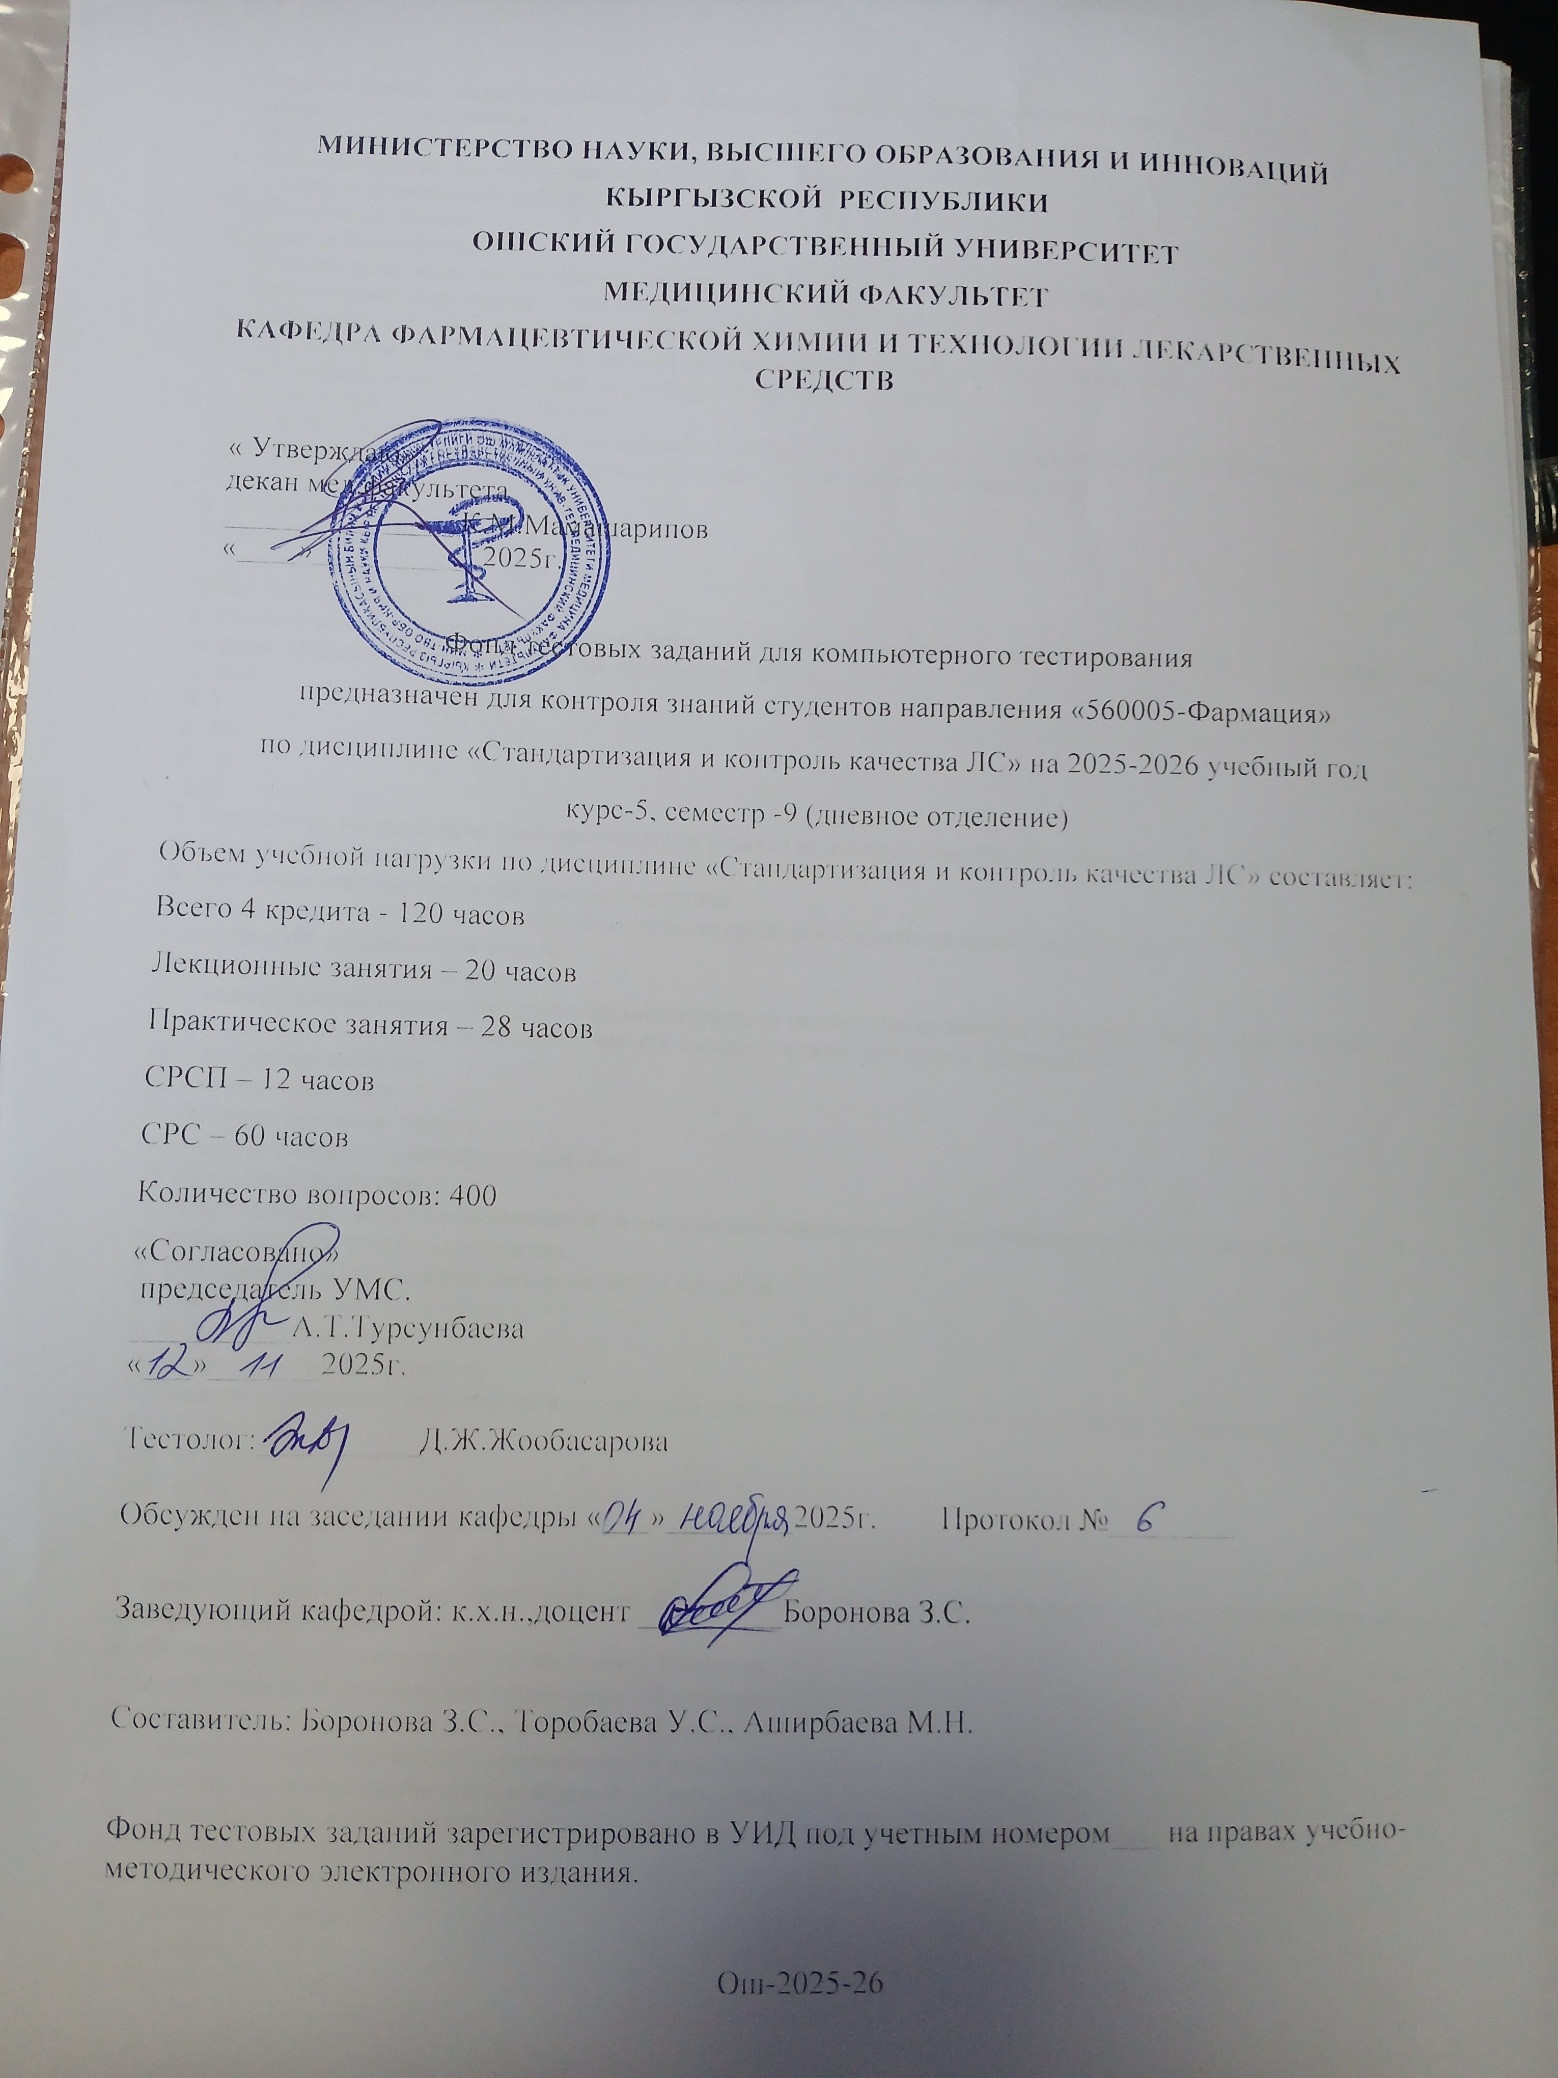 МИНИСТЕРСТВО НАУКИ, ВЫСШЕГО ОБРАЗОВАНИЯ И ИННОВАЦИЙ
КЫРГЫЗСКОЙ РЕСПУБЛИКИ
ОШСКИЙ ГОСУДАРСТВЕННЫЙ УНИВЕРСИТЕТ
МЕДИЦИНСКИЙ ФАКУЛЬТЕТ
КАФЕДРА ФАРМАЦЕВТИЧЕСКОЙ ХИМИИ И ТЕХНОЛОГИИ ЛЕКАРСТВЕННЫХ
СРЕДСТВ
« Утверждаю
декан мед.факультета
К.М.Мамашарипов
«____»____________2025г.
Фонд тестовых заданий для компьютерного тестирования
предназначен для контроля знаний студентов направления «560005-Фармация»
по дисциплине «Стандартизация и контроль качества ЛС» на 2025-2026 учебный год
курс-5, семестр -9 (дневное отделение)
Объем учебной нагрузки по дисциплине «Стандартизация и контроль качества ЛС» составляет:
Всего 4 кредита - 120 часов
Лекционные занятия – 20 часов
Практическое занятия – 28 часов
СРСП – 12 часов
СРС – 60 часов
Количество вопросов: 400
«Согласовано»
председатель УМС.
А.Т.Турсунбаева
«12» 11 2025г.
Тестолог: Д.Ж.Жообасарова
Обсужден на заседании кафедры «04» ноября 2025г. Протокол № 6
Заведующий кафедрой: к.х.н.,доцент Боронова З.С.
Составитель: Боронова З.С., Торобаева У.С., Аширбаева М.Н.
Фонд тестовых заданий зарегистрировано в УИД под учетным номером___ на правах учебно-
методического электронного издания.
Ош-2025-26